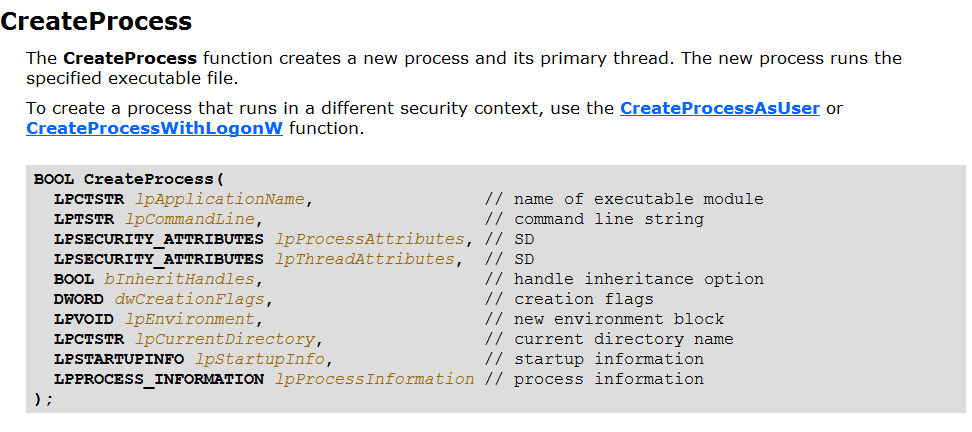 CreateProcess
The CreateProcess function creates a new process and its primary thread. The new process runs the
specified executable file.
To create a process that runs in a different security context, use the CreateProcessAsUser or
CreateProcessWithLogonW function.
BOOL CreateProcess(
  LPCTSTR lpApplicationName,                 // name of executable module
  LPTSTR lpCommandLine,                      // command line string
  LPSECURITY_ATTRIBUTES lpProcessAttributes, // SD
  LPSECURITY_ATTRIBUTES lpThreadAttributes,  // SD
  BOOL bInheritHandles,                      // handle inheritance option
  DWORD dwCreationFlags,                     // creation flags
  LPVOID lpEnvironment,                      // new environment block
  LPCTSTR lpCurrentDirectory,                // current directory name
  LPSTARTUPINFO lpStartupInfo,               // startup information
  LPPROCESS_INFORMATION lpProcessInformation // process information
);